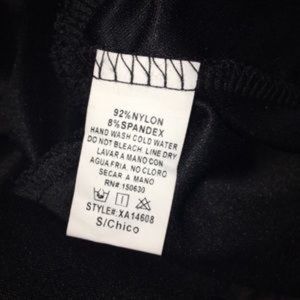 92%NYLON
8%SPANDEX
HAND WASH COLD WATER
DO NOT BLEACH. LINE DRY
LAVAR A MANO CON
AGUA FRIA. NO CLORO
SECAR A MANO
RN#: 150630
STYLE#: XA14608
S/Chico